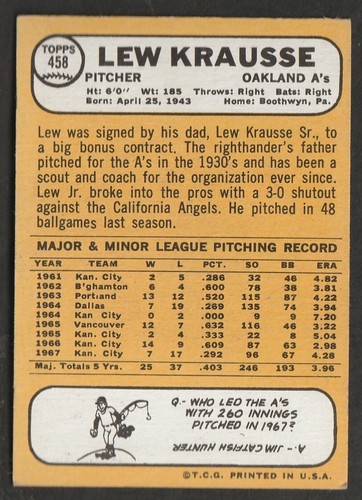 TOPPS
458
LEW KRAUSSE
PITCHER OAKLAND A's
Ht: 6'0" Wt: 185 Throws: Right Bats: Right
Born: April 25, 1943 Home: Boothwyn, Pa.
Lew was signed by his dad, Lew Krausse Sr., to
a big bonus contract. The righthander's father
pitched for the A's in the 1930's and has been a
scout and coach for the organization ever since.
Lew Jr. broke into the pros with a 3-0 shutout
against the California Angels. He pitched in 48
ballgames last season.
MAJOR & MINOR LEAGUE PITCHING RECORD
YEAR TEAM W L PCT. SO BB ERA
1961 Kan. City 2 5 .286 32 46 4.82
1962 B'ghamton 6 4 .600 78 38 3.81
1963 Portland 13 12 .520 115 87 4.22
1964 Dallas 7 19 .269 135 74 3.94
1964 Kan. City 0 2 .000 9 9 7.20
1965 Vancouver 12 7 .632 116 46 3.22
1965 Kan. City 2 4 .333 22 8 5.04
1966 Kan. City 14 9 .609 87 63 2.98
1967 Kan. City 7 17 .292 96 67 4.28
Maj. Totals 5 Yrs. 25 37 .403 246 193 3.96
Q.- WHO LED THE A'S
WITH 260 INNINGS
PITCHED IN 1967?
A.- JIM CATFISH HUNTER
©T.C.G. PRINTED IN U.S.A.